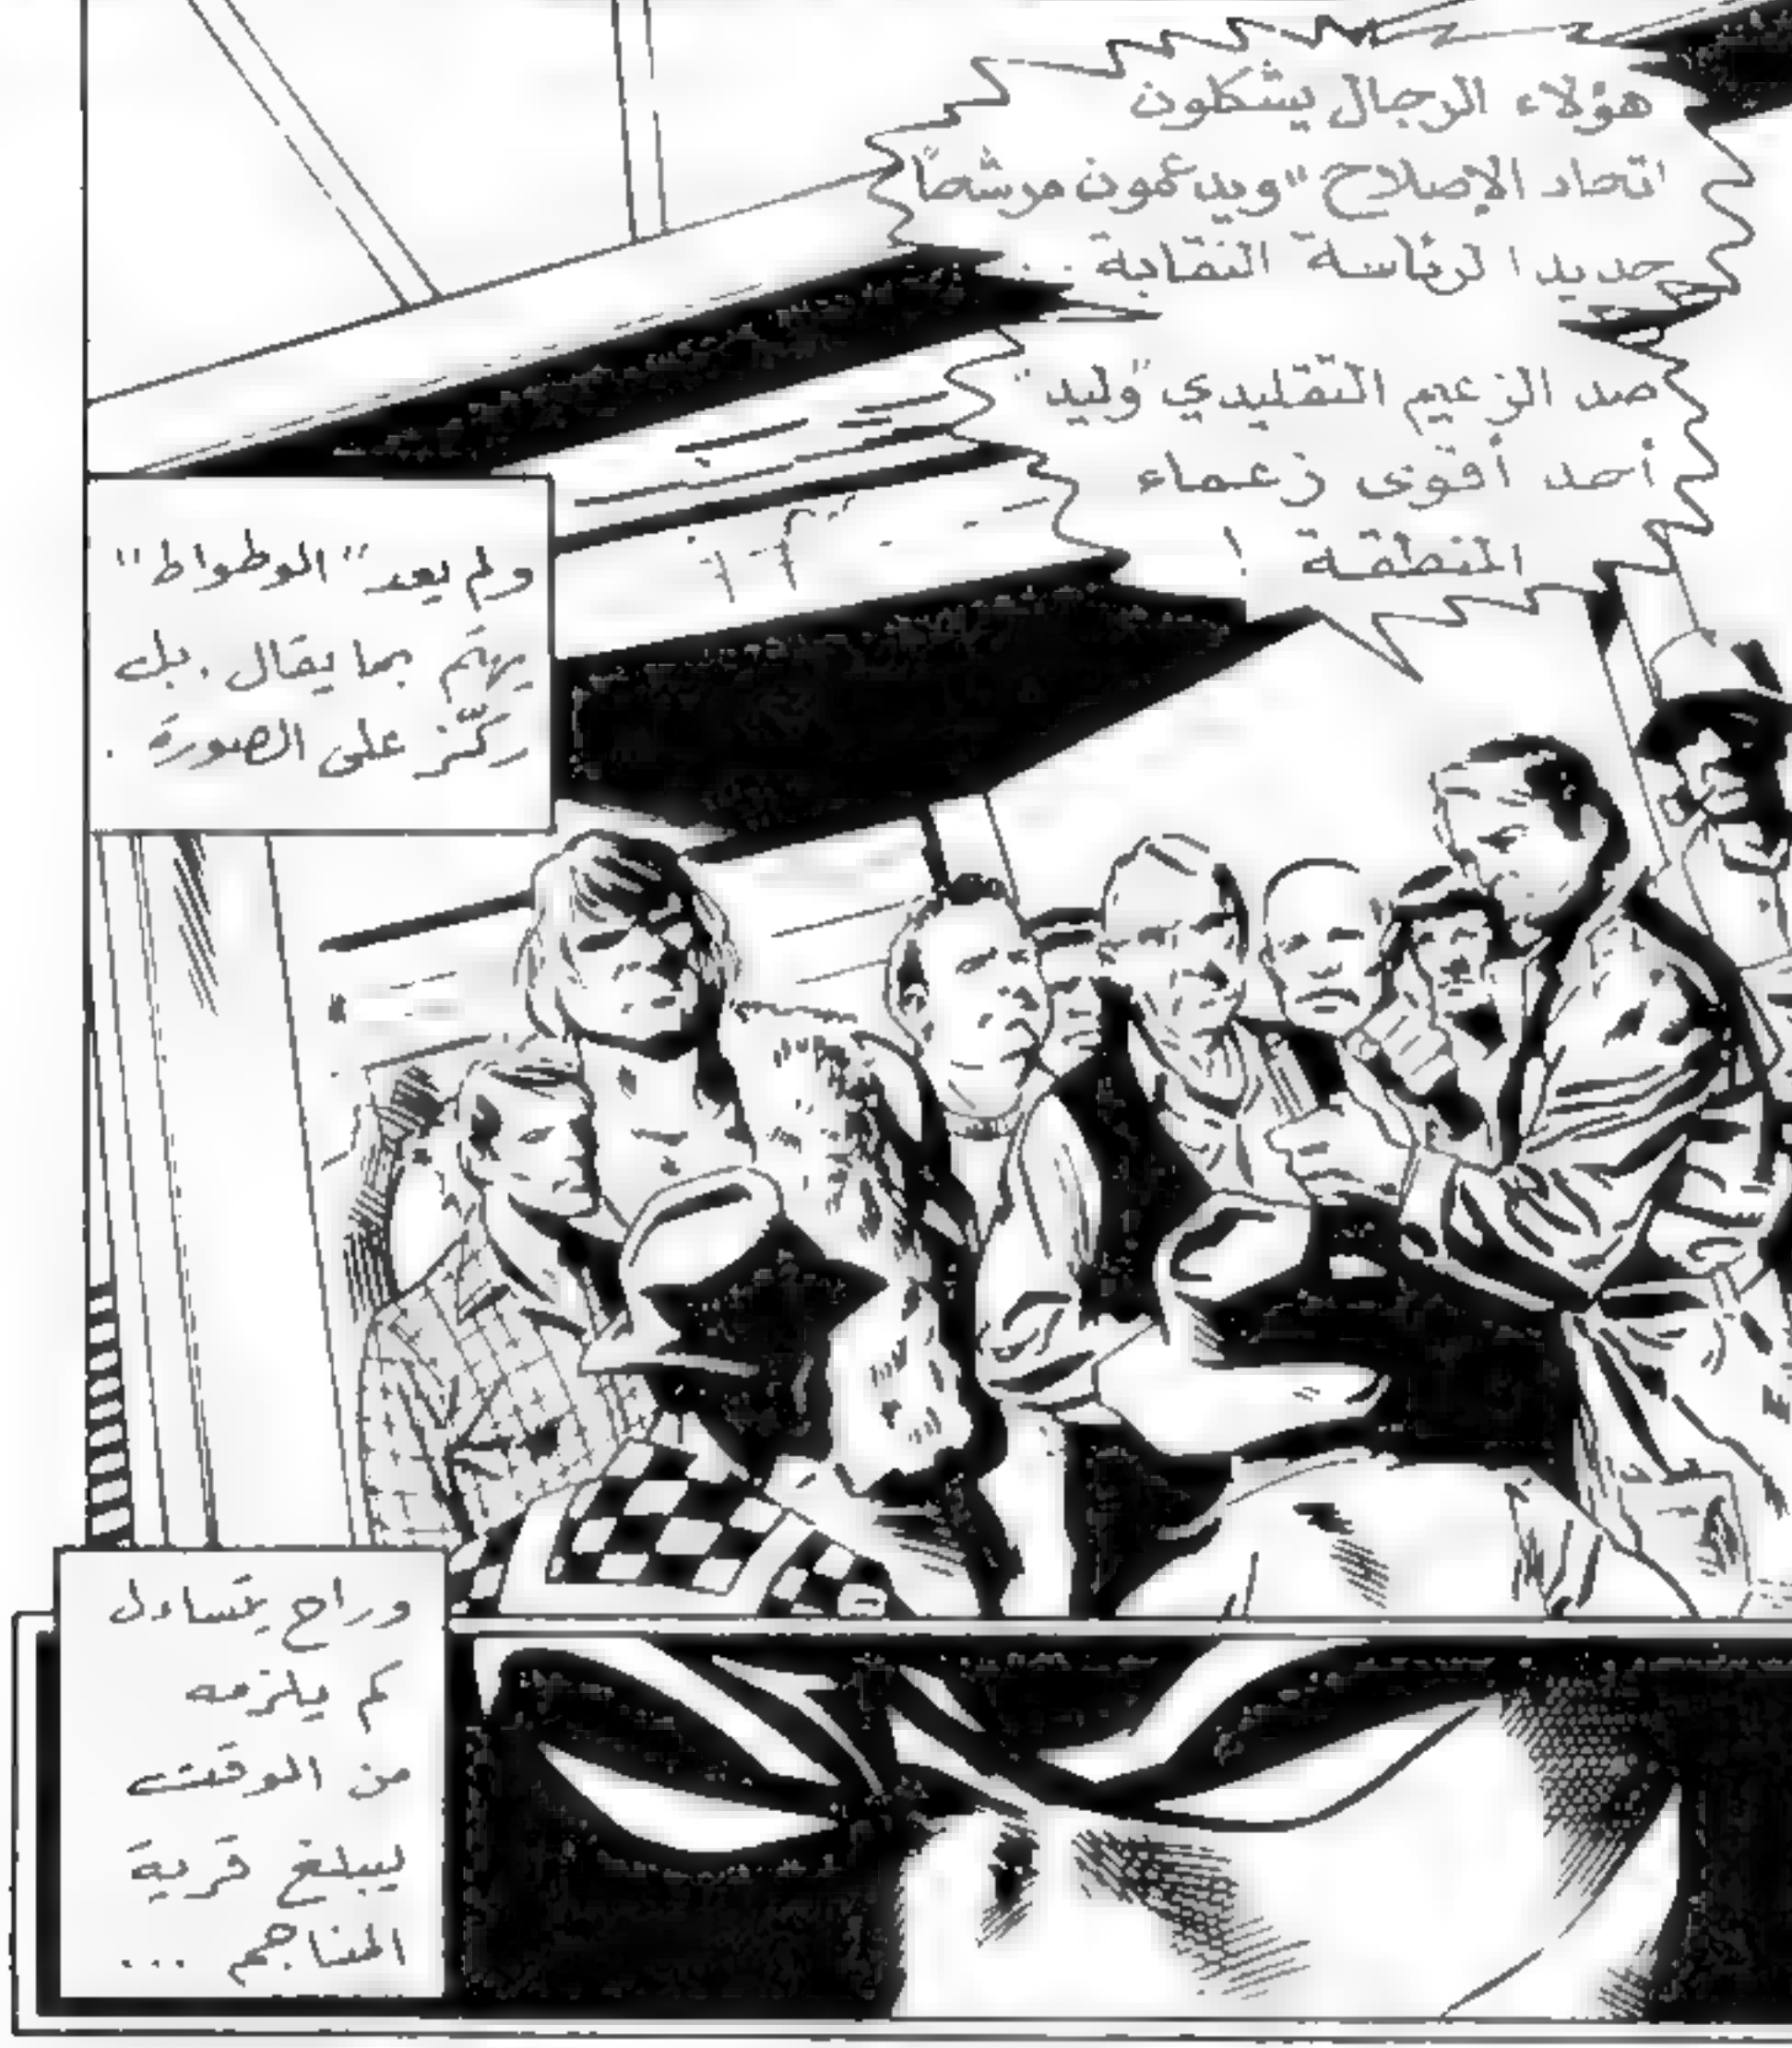 هؤلاء الرجال يشكلون
اتحاد الإصلاح" ويدعمون مرشحاً
جديدا لرئاسة النقابة . .
ضد الزعيم التقليدي "وليد"
أحد أقوى زعماء
المنطقة !
ولم يعد "الوطواط"
يهتم بما يقال . بل
ركّز على الصورة .
وراح يتساءل
كم يلزمه
من الوقت
ليبلغ قرية
المناجم ...